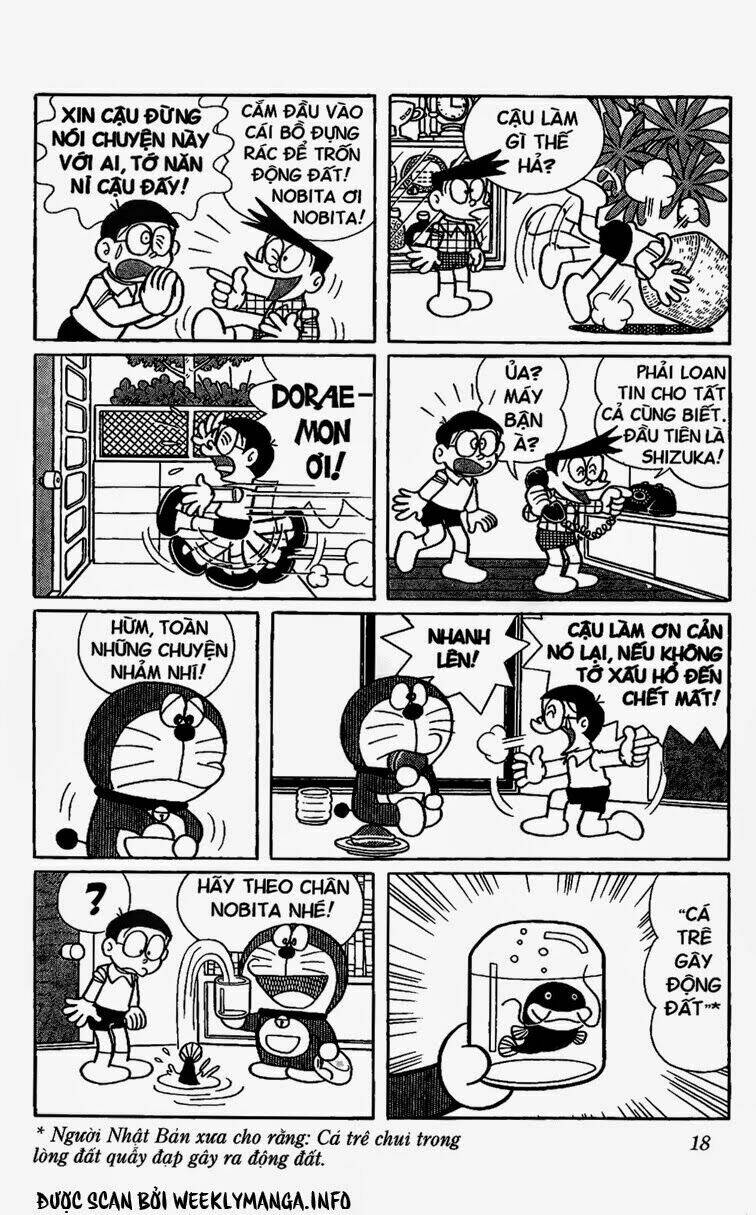 CẬU LÀM
GÌ THẾ
HẢ?
CẮM ĐẦU VÀO
CÁI BỒ ĐỰNG
RÁC ĐỂ TRỐN
ĐỘNG ĐẤT!
NOBITA ƠI
NOBITA!
XIN CẬU ĐỪNG
NÓI CHUYỆN NÀY
VỚI AI, TỚ NĂN
NỈ CẬU ĐẤY!
PHẢI LOAN
TIN CHO TẤT
CẢ CÙNG BIẾT.
ĐẦU TIÊN LÀ
SHIZUKA!
ỦA?
MÁY
BẬN
À?
DORAE-
MON
ƠI!
CẬU LÀM ƠN CẢN
NÓ LẠI, NẾU KHÔNG
TỚ XẤU HỔ ĐẾN
CHẾT MẤT!
NHANH
LÊN!
HỪM, TOÀN
NHỮNG CHUYỆN
NHẢM NHÍ!
"CÁ
TRÊ
GÂY
ĐỘNG
ĐẤT"*
HÃY THEO CHÂN
NOBITA NHÉ!
?
* Người Nhật Bản xưa cho rằng: Cá trê chui trong
lòng đất quẫy đạp gây ra động đất.
18
ĐƯỢC SCAN BỞI WEEKLYMANGA.INFO